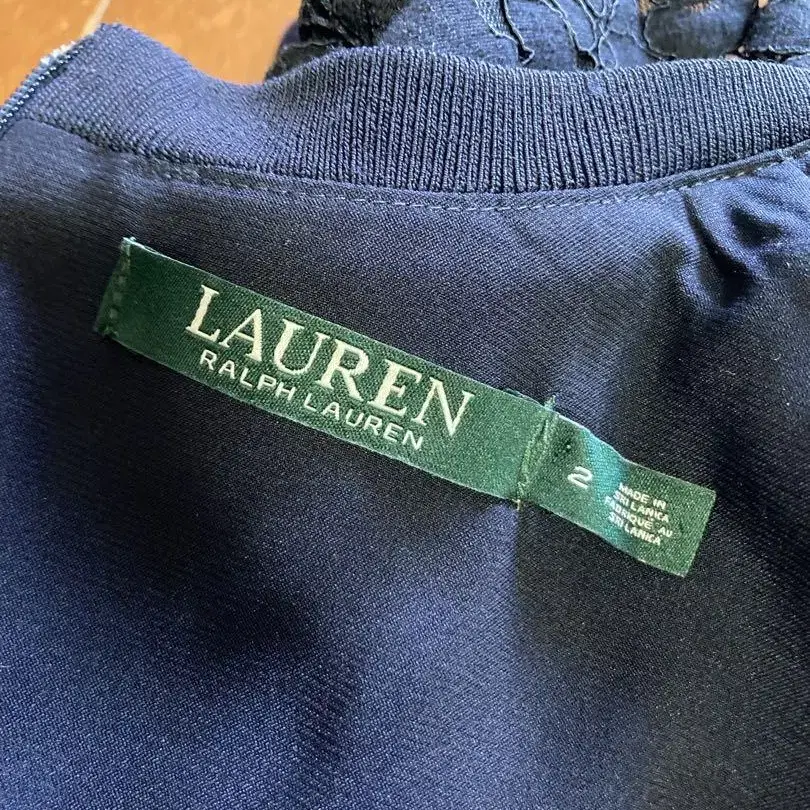 LAUREN
RALPH LAUREN
2
MADE IN
SRI LANKA
FABRIQUÉ AU
SRI LANKA